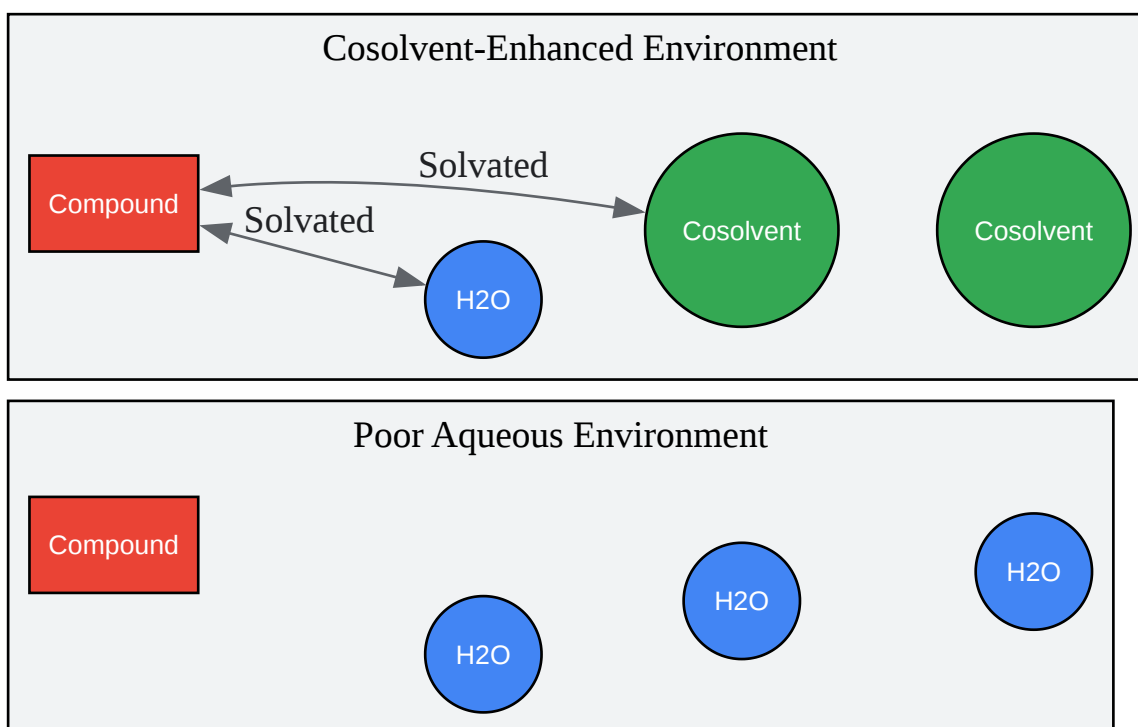 Cosolvent-Enhanced Environment
Solvated
Compound
Solvated
Cosolvent
Cosolvent
H2O
Poor Aqueous Environment
Compound
H2O
H2O
H2O